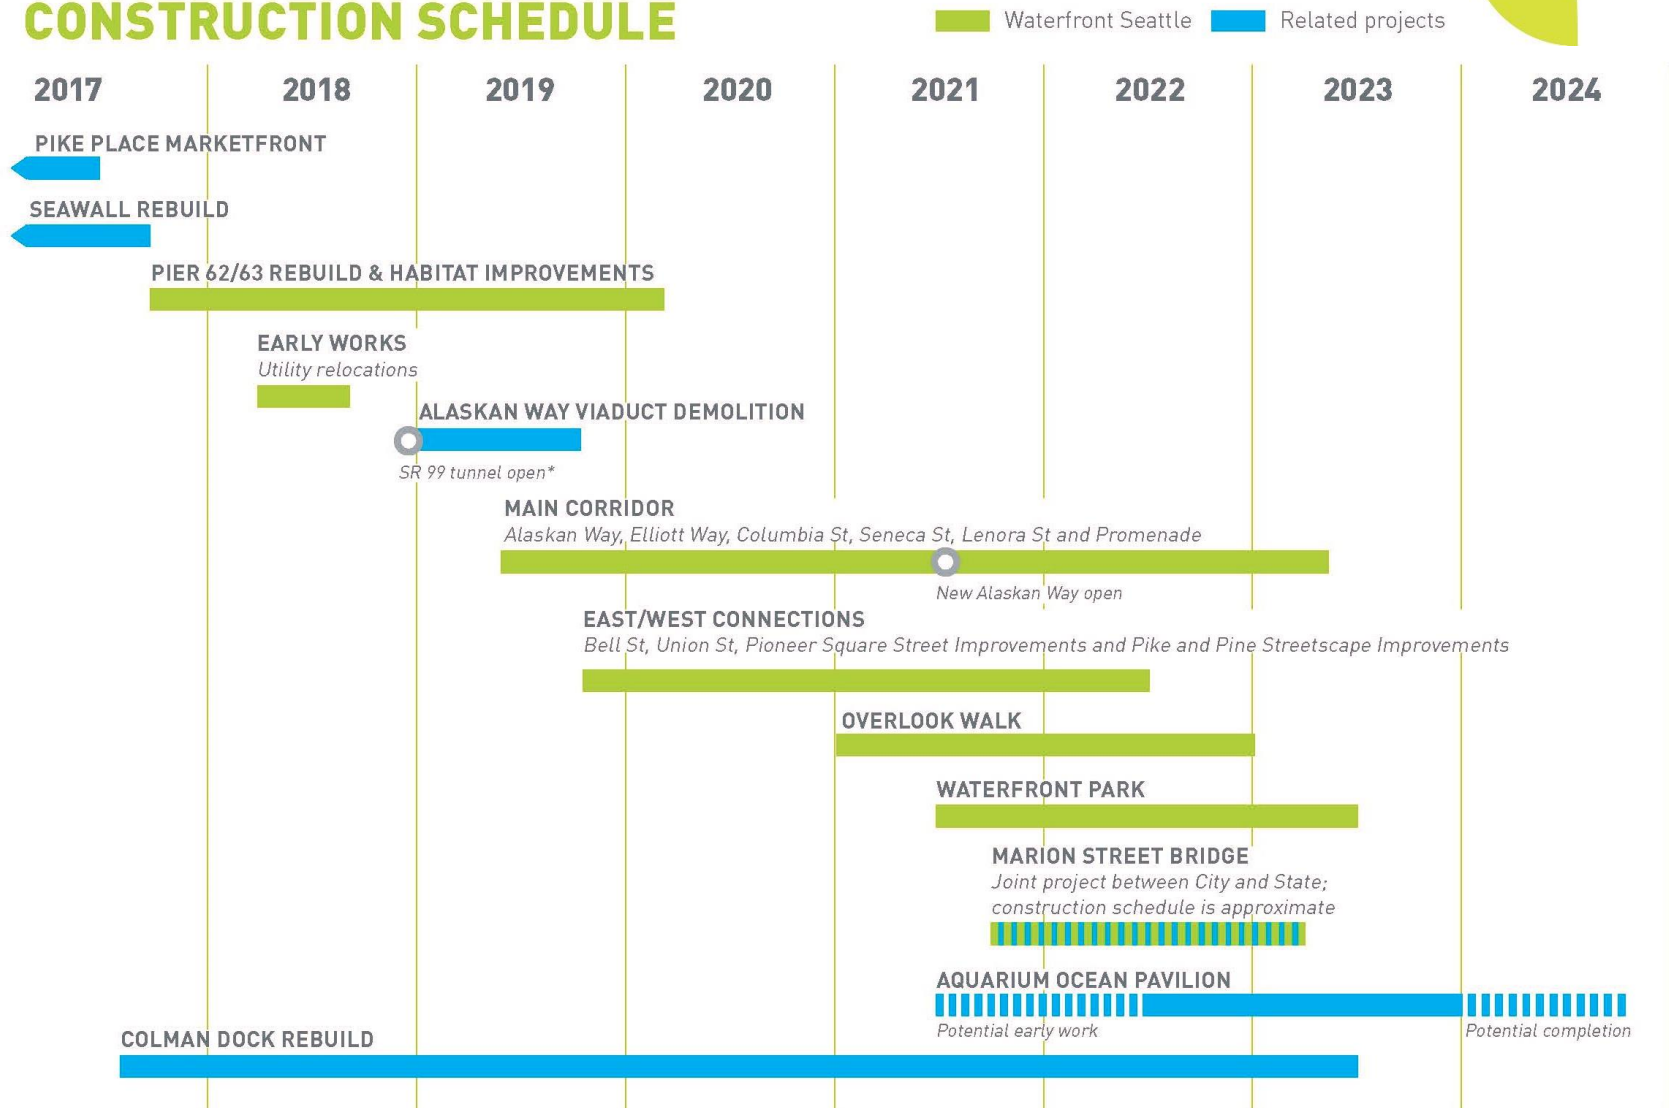 CONSTRUCTION SCHEDULE
Waterfront Seattle
Related projects
2017
2018
2019
2020
2021
2022
2023
2024
PIKE PLACE MARKETFRONT
SEAWALL REBUILD
PIER 62/63 REBUILD & HABITAT IMPROVEMENTS
EARLY WORKS
Utility relocations
ALASKAN WAY VIADUCT DEMOLITION
SR 99 tunnel open*
MAIN CORRIDOR
Alaskan Way, Elliott Way, Columbia St, Seneca St, Lenora St and Promenade
New Alaskan Way open
EAST/WEST CONNECTIONS
Bell St, Union St, Pioneer Square Street Improvements and Pike and Pine Streetscape Improvements
OVERLOOK WALK
WATERFRONT PARK
MARION STREET BRIDGE
Joint project between City and State;
construction schedule is approximate
AQUARIUM OCEAN PAVILION
Potential early work
Potential completion
COLMAN DOCK REBUILD